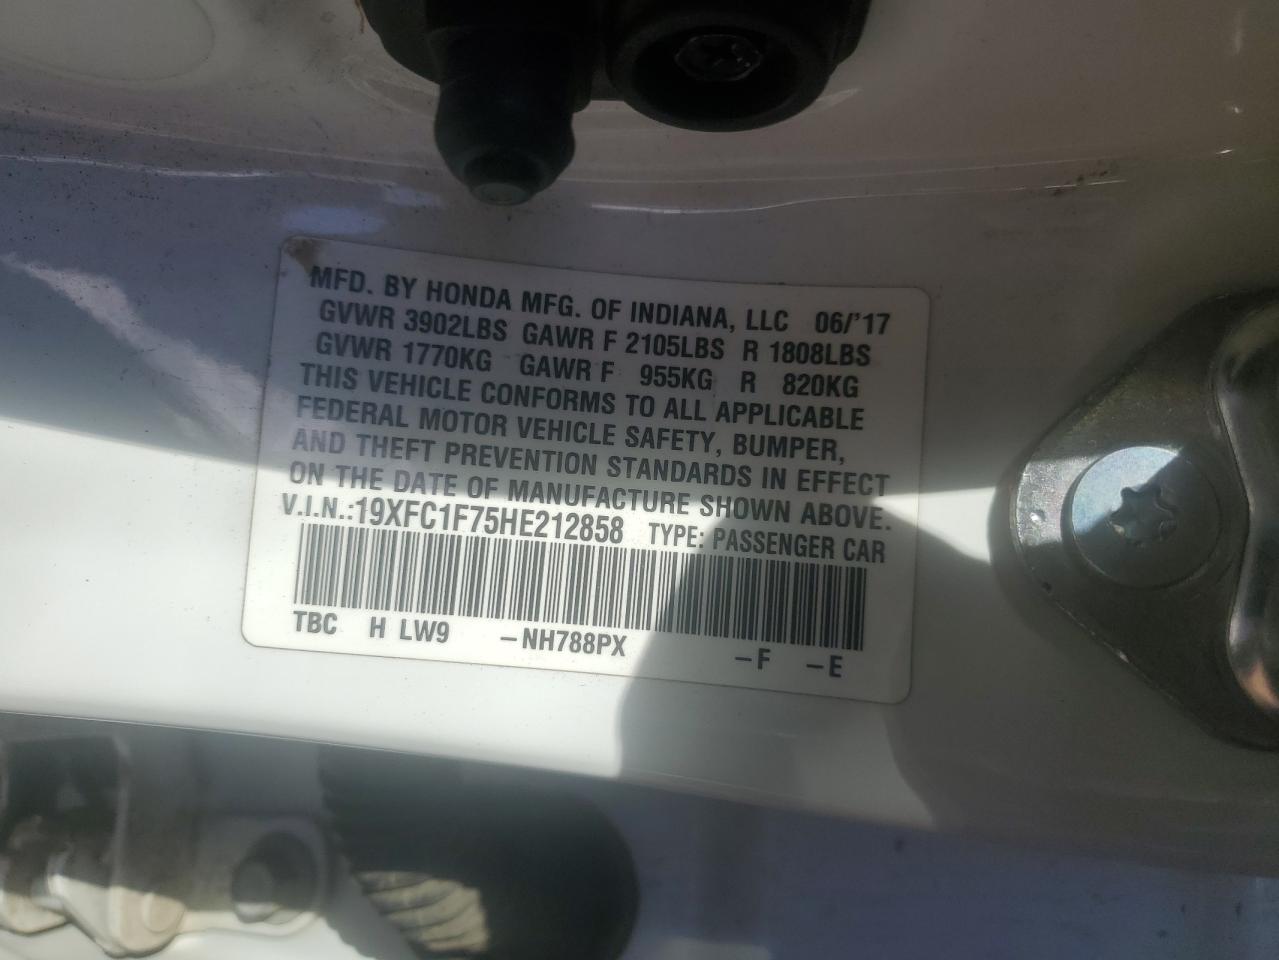 MFD. BY HONDA MFG. OF INDIANA, LLC 06/'17
GVWR 3902LBS GAWR F 2105LBS R 1808LBS
GVWR 1770KG GAWR F 955KG R 820KG
THIS VEHICLE CONFORMS TO ALL APPLICABLE
FEDERAL MOTOR VEHICLE SAFETY, BUMPER,
AND THEFT PREVENTION STANDARDS IN EFFECT
ON THE DATE OF MANUFACTURE SHOWN ABOVE.
V.I.N.:19XFC1F75HE212858 TYPE: PASSENGER CAR
TBC H LW9 -NH788PX -F -E